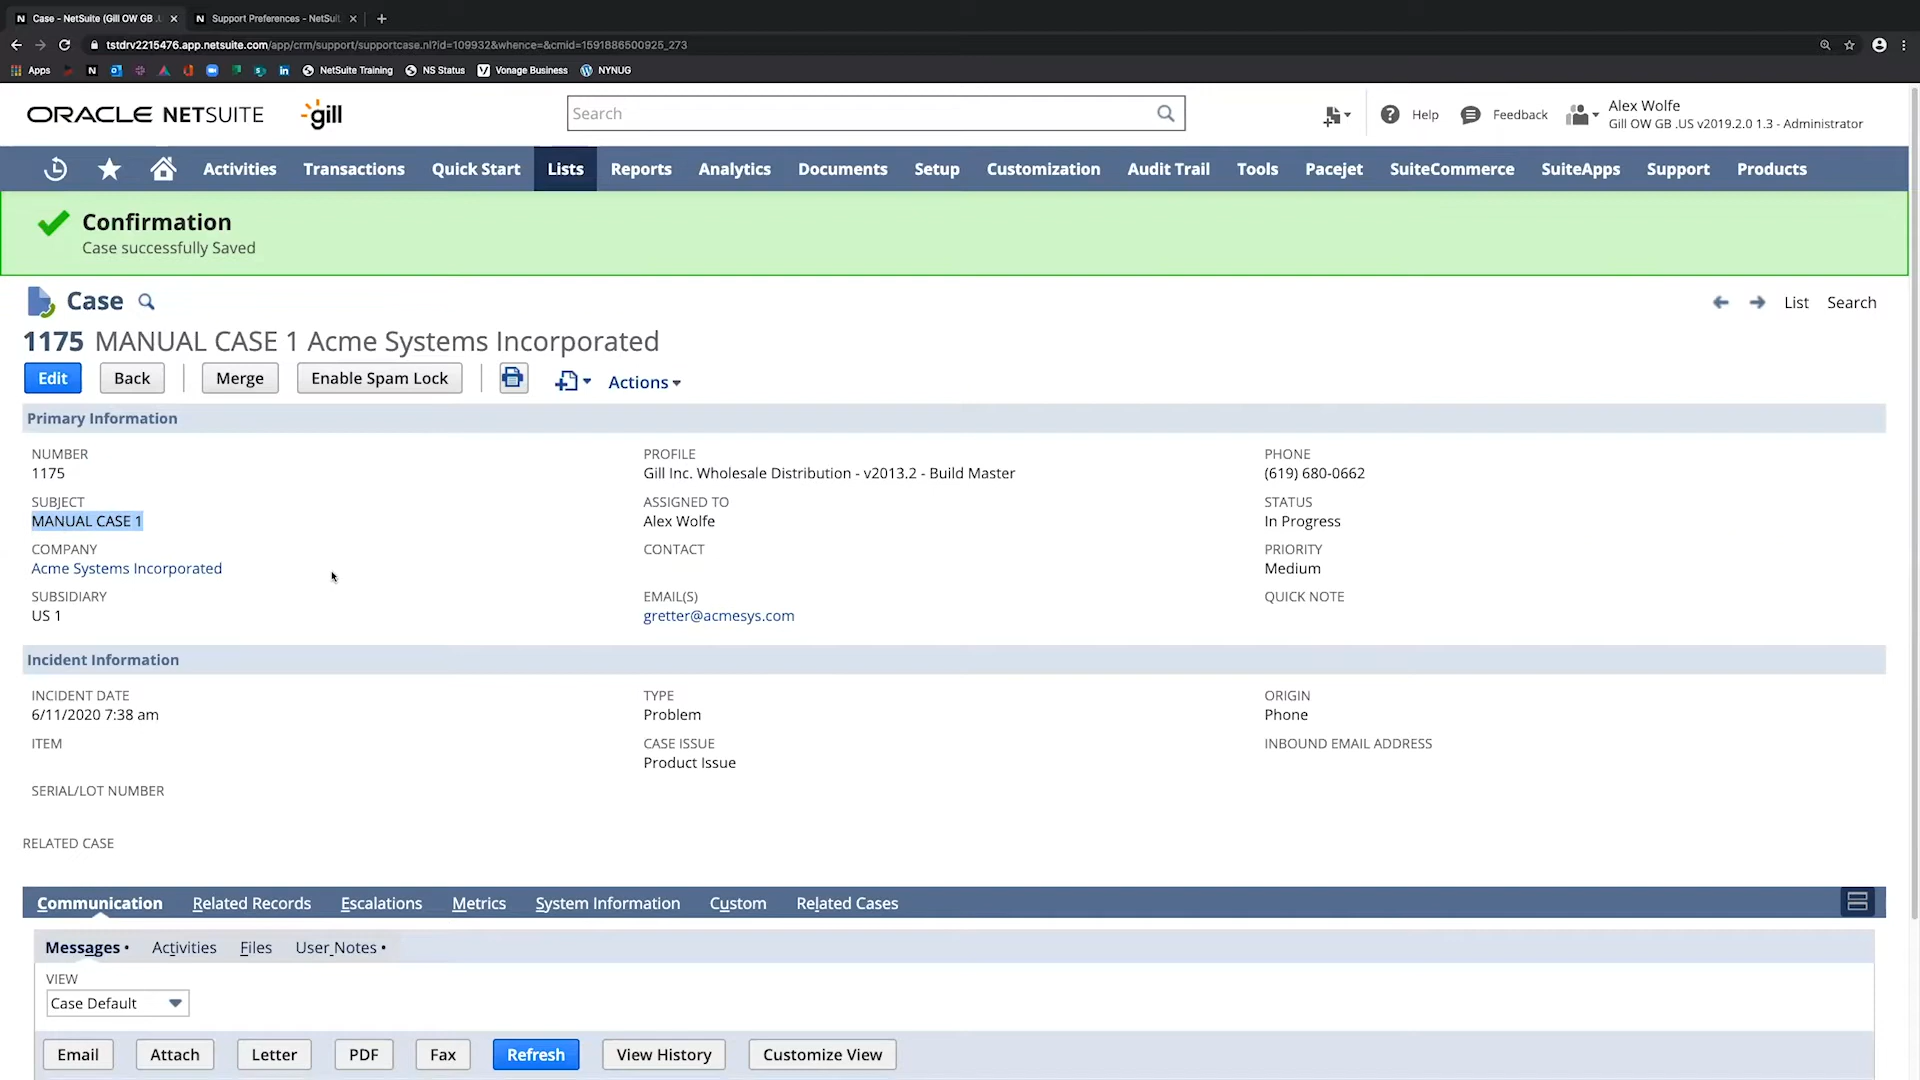 Case - NetSuite (Gill OW GB .U
Support Preferences - NetSuit
tstdrv2215476.app.netsuite.com/app/crm/support/supportcase.nl?id=109932&whence=&cmid=1591886500925_273
Apps NetSuite Training NS Status Vonage Business NYNUG
ORACLE NETSUITE gill Search Help Feedback
Alex Wolfe
Gill OW GB .US v2019.2.0 1.3 - Administrator
Activities Transactions Quick Start Lists Reports Analytics Documents Setup Customization Audit Trail Tools Pacejet SuiteCommerce SuiteApps Support Products
Confirmation
Case successfully Saved
Case List Search
1175 MANUAL CASE 1 Acme Systems Incorporated
Edit Back Merge Enable Spam Lock Actions
Primary Information
NUMBER
1175
SUBJECT
MANUAL CASE 1
COMPANY
Acme Systems Incorporated
SUBSIDIARY
US 1
PROFILE
Gill Inc. Wholesale Distribution - v2013.2 - Build Master
ASSIGNED TO
Alex Wolfe
CONTACT
EMAIL(S)
gretter@acmesys.com
PHONE
(619) 680-0662
STATUS
In Progress
PRIORITY
Medium
QUICK NOTE
Incident Information
INCIDENT DATE
6/11/2020 7:38 am
ITEM
SERIAL/LOT NUMBER
TYPE
Problem
CASE ISSUE
Product Issue
ORIGIN
Phone
INBOUND EMAIL ADDRESS
RELATED CASE
Communication Related Records Escalations Metrics System Information Custom Related Cases
Messages • Activities Files User Notes •
VIEW
Case Default
Email Attach Letter PDF Fax Refresh View History Customize View